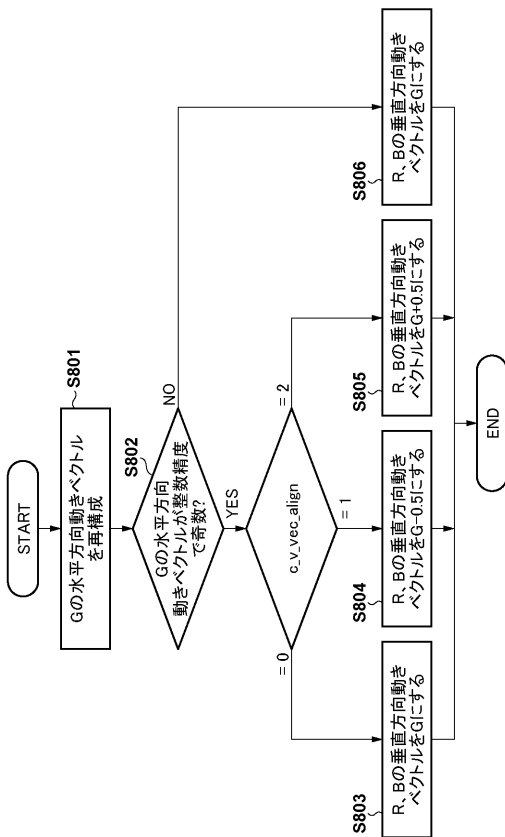 START
S801
Gの水平方向動きベクトル
を再構成
S802
Gの水平方向
動きベクトルが整数精度
で奇数?
NO
YES
c_v_vec_align
= 0
= 1
= 2
S803
R、Bの垂直方向動き
ベクトルをGにする
S804
R、Bの垂直方向動き
ベクトルをG−0.5にする
S805
R、Bの垂直方向動き
ベクトルをG+0.5にする
S806
R、Bの垂直方向動き
ベクトルをGにする
END